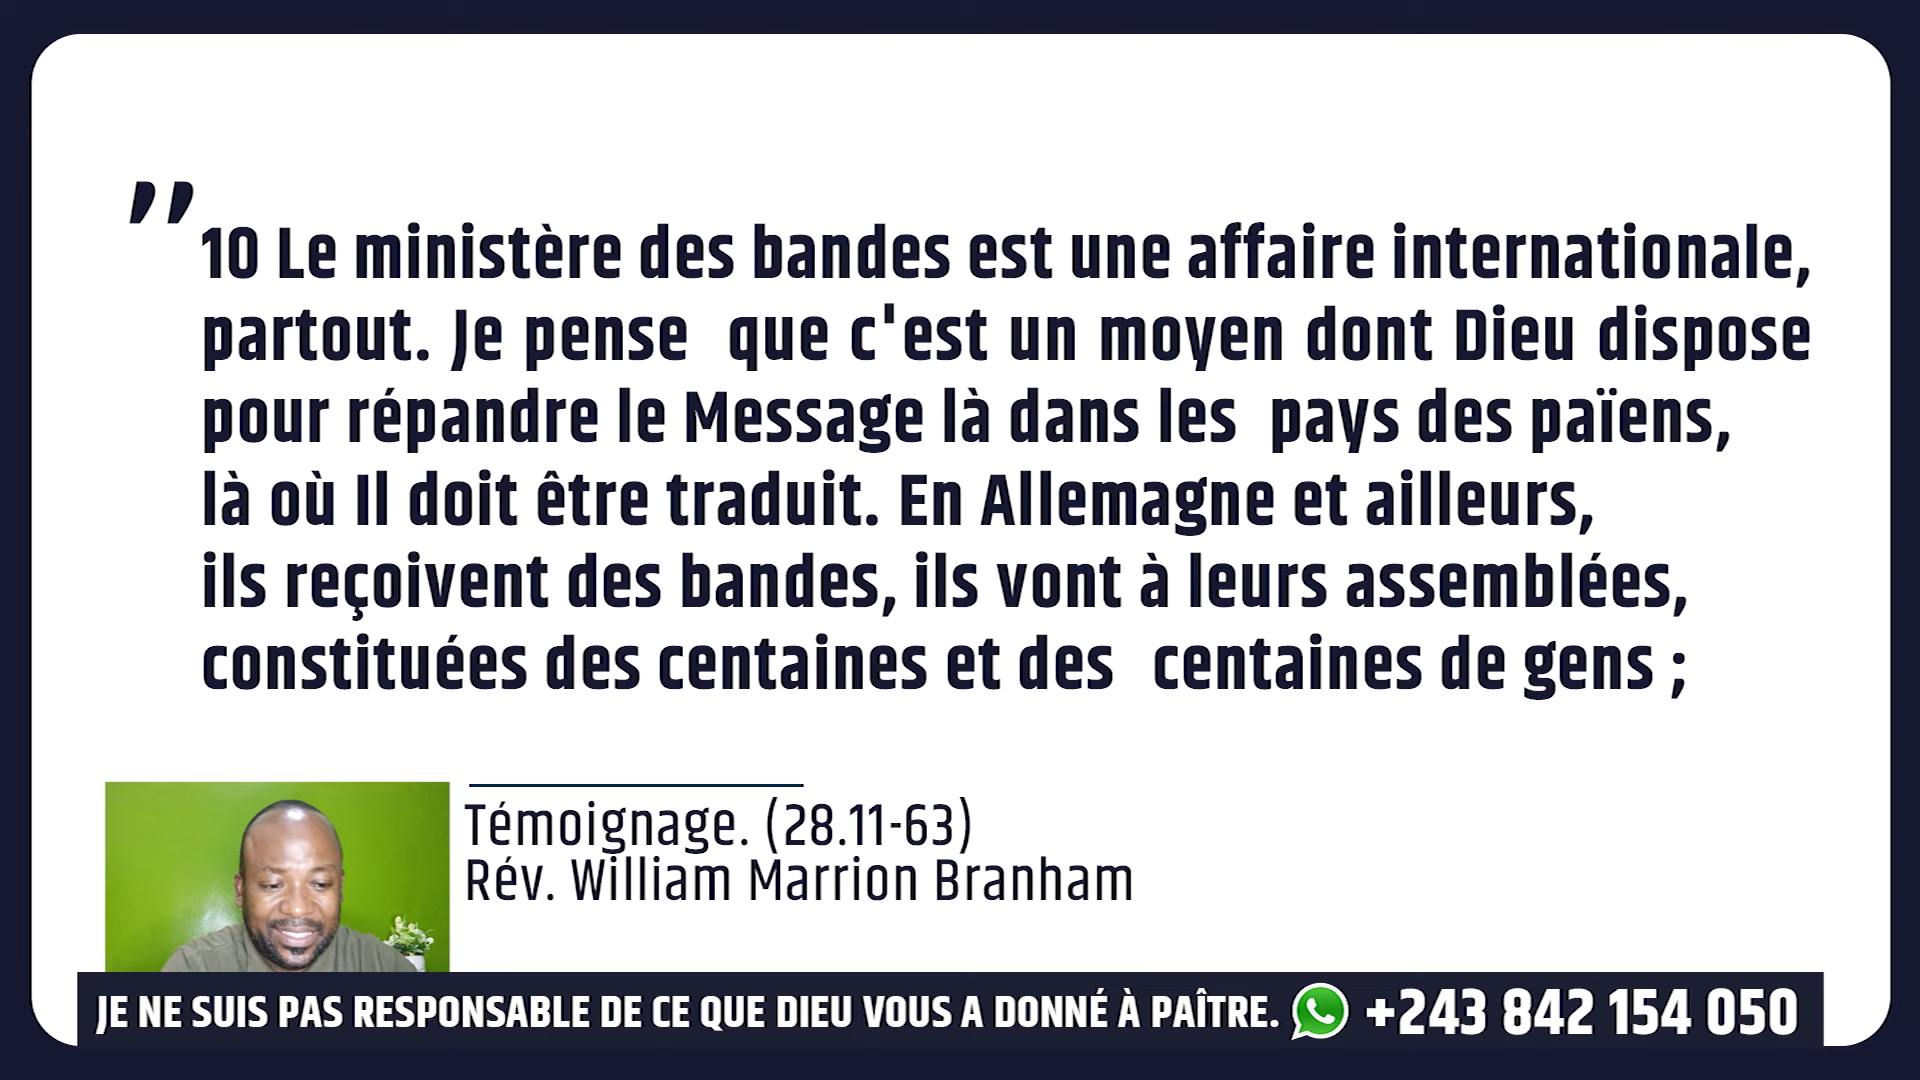 ”10 Le ministère des bandes est une affaire internationale,
partout. Je pense que c'est un moyen dont Dieu dispose
pour répandre le Message là dans les pays des païens,
là où Il doit être traduit. En Allemagne et ailleurs,
ils reçoivent des bandes, ils vont à leurs assemblées,
constituées des centaines et des centaines de gens ;
Témoignage. (28.11-63)
Rév. William Marrion Branham
JE NE SUIS PAS RESPONSABLE DE CE QUE DIEU VOUS A DONNÉ À PAÎTRE. +243 842 154 050